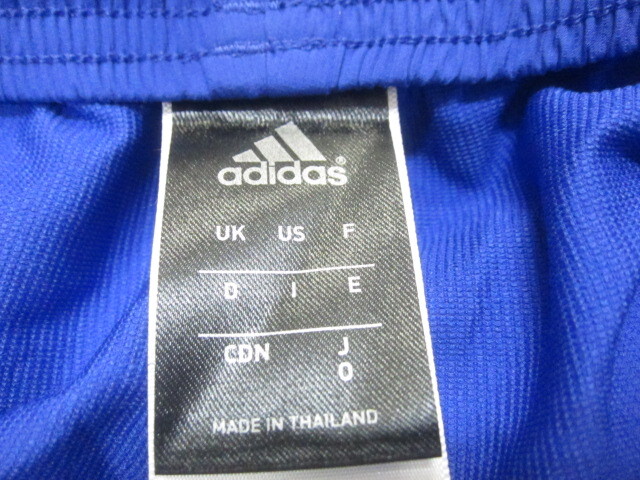 adidas®
UK US F
D I E
CDN J
O
MADE IN THAILAND